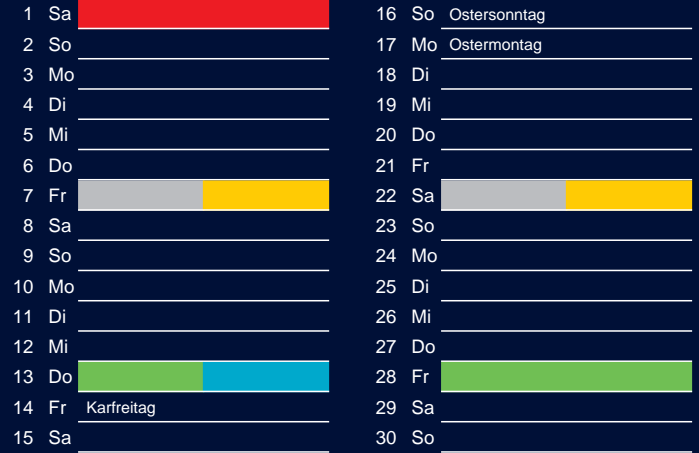 1 Sa
2 So
3 Mo
4 Di
5 Mi
6 Do
7 Fr
8 Sa
9 So
10 Mo
11 Di
12 Mi
13 Do
14 Fr Karfreitag
15 Sa
16 So Ostersonntag
17 Mo Ostermontag
18 Di
19 Mi
20 Do
21 Fr
22 Sa
23 So
24 Mo
25 Di
26 Mi
27 Do
28 Fr
29 Sa
30 So